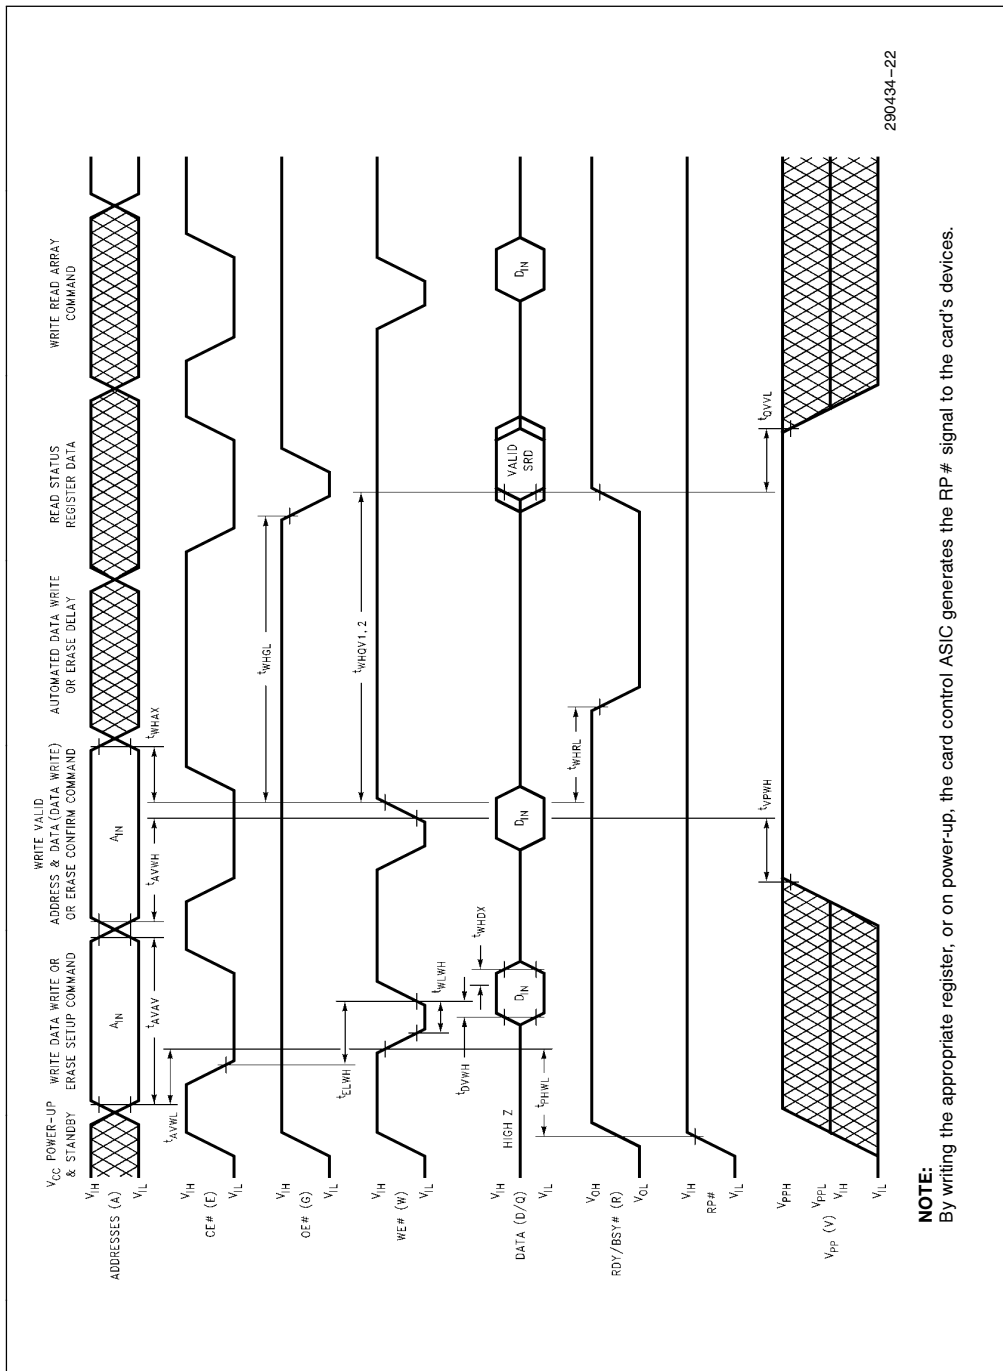 V_CC POWER-UP & STANDBY
WRITE DATA WRITE OR ERASE SETUP COMMAND
WRITE VALID ADDRESS & DATA (DATA WRITE) OR ERASE CONFIRM COMMAND
AUTOMATED DATA WRITE OR ERASE DELAY
READ STATUS REGISTER DATA
WRITE READ ARRAY COMMAND
ADDRESSES (A)
V_IH
V_IL
A_IN
A_IN
t_AVAV
t_AVWH
t_WHAX
t_AVWL
CE# (E)
V_IH
V_IL
OE# (G)
V_IH
V_IL
t_ELWH
t_WHGL
WE# (W)
V_IH
V_IL
t_WLWH
t_WHDX
t_WHQV1,2
t_DVWH
DATA (D/Q)
V_IH
V_IL
HIGH Z
D_IN
D_IN
VALID SRD
D_IN
t_PHWL
t_WHRL
RDY/BSY# (R)
V_OH
V_OL
RP#
V_IH
V_IL
t_VPWH
t_QVVL
V_PP (V)
V_PPH
V_PPL
V_IH
V_IL
290434-22
NOTE:
By writing the appropriate register, or on power-up, the card control ASIC generates the RP# signal to the card's devices.